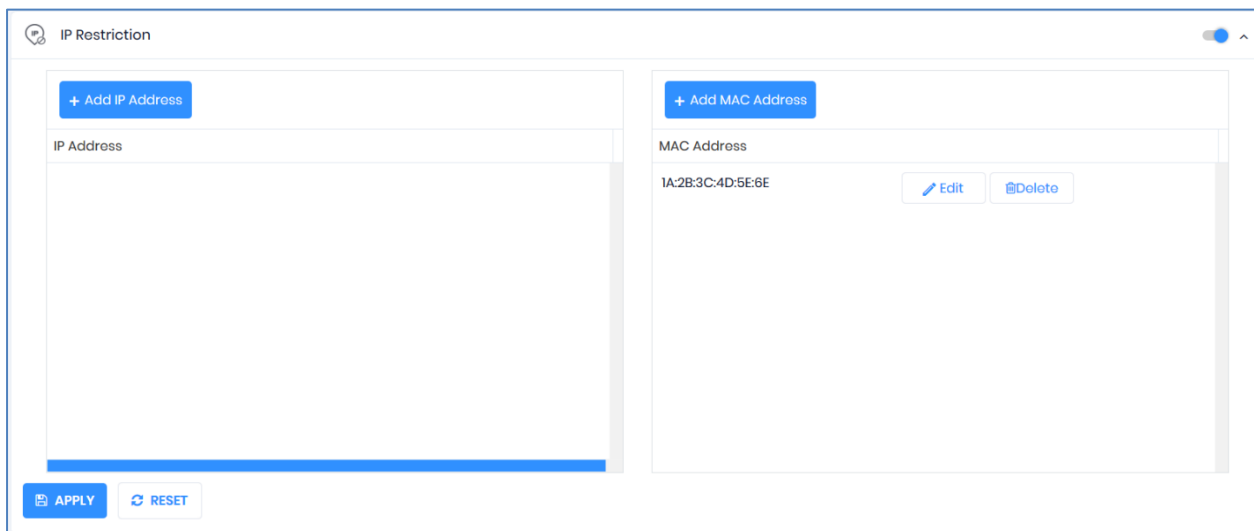 IP Restriction
+ Add IP Address
IP Address
+ Add MAC Address
MAC Address
1A:2B:3C:4D:5E:6E
Edit
Delete
APPLY
RESET